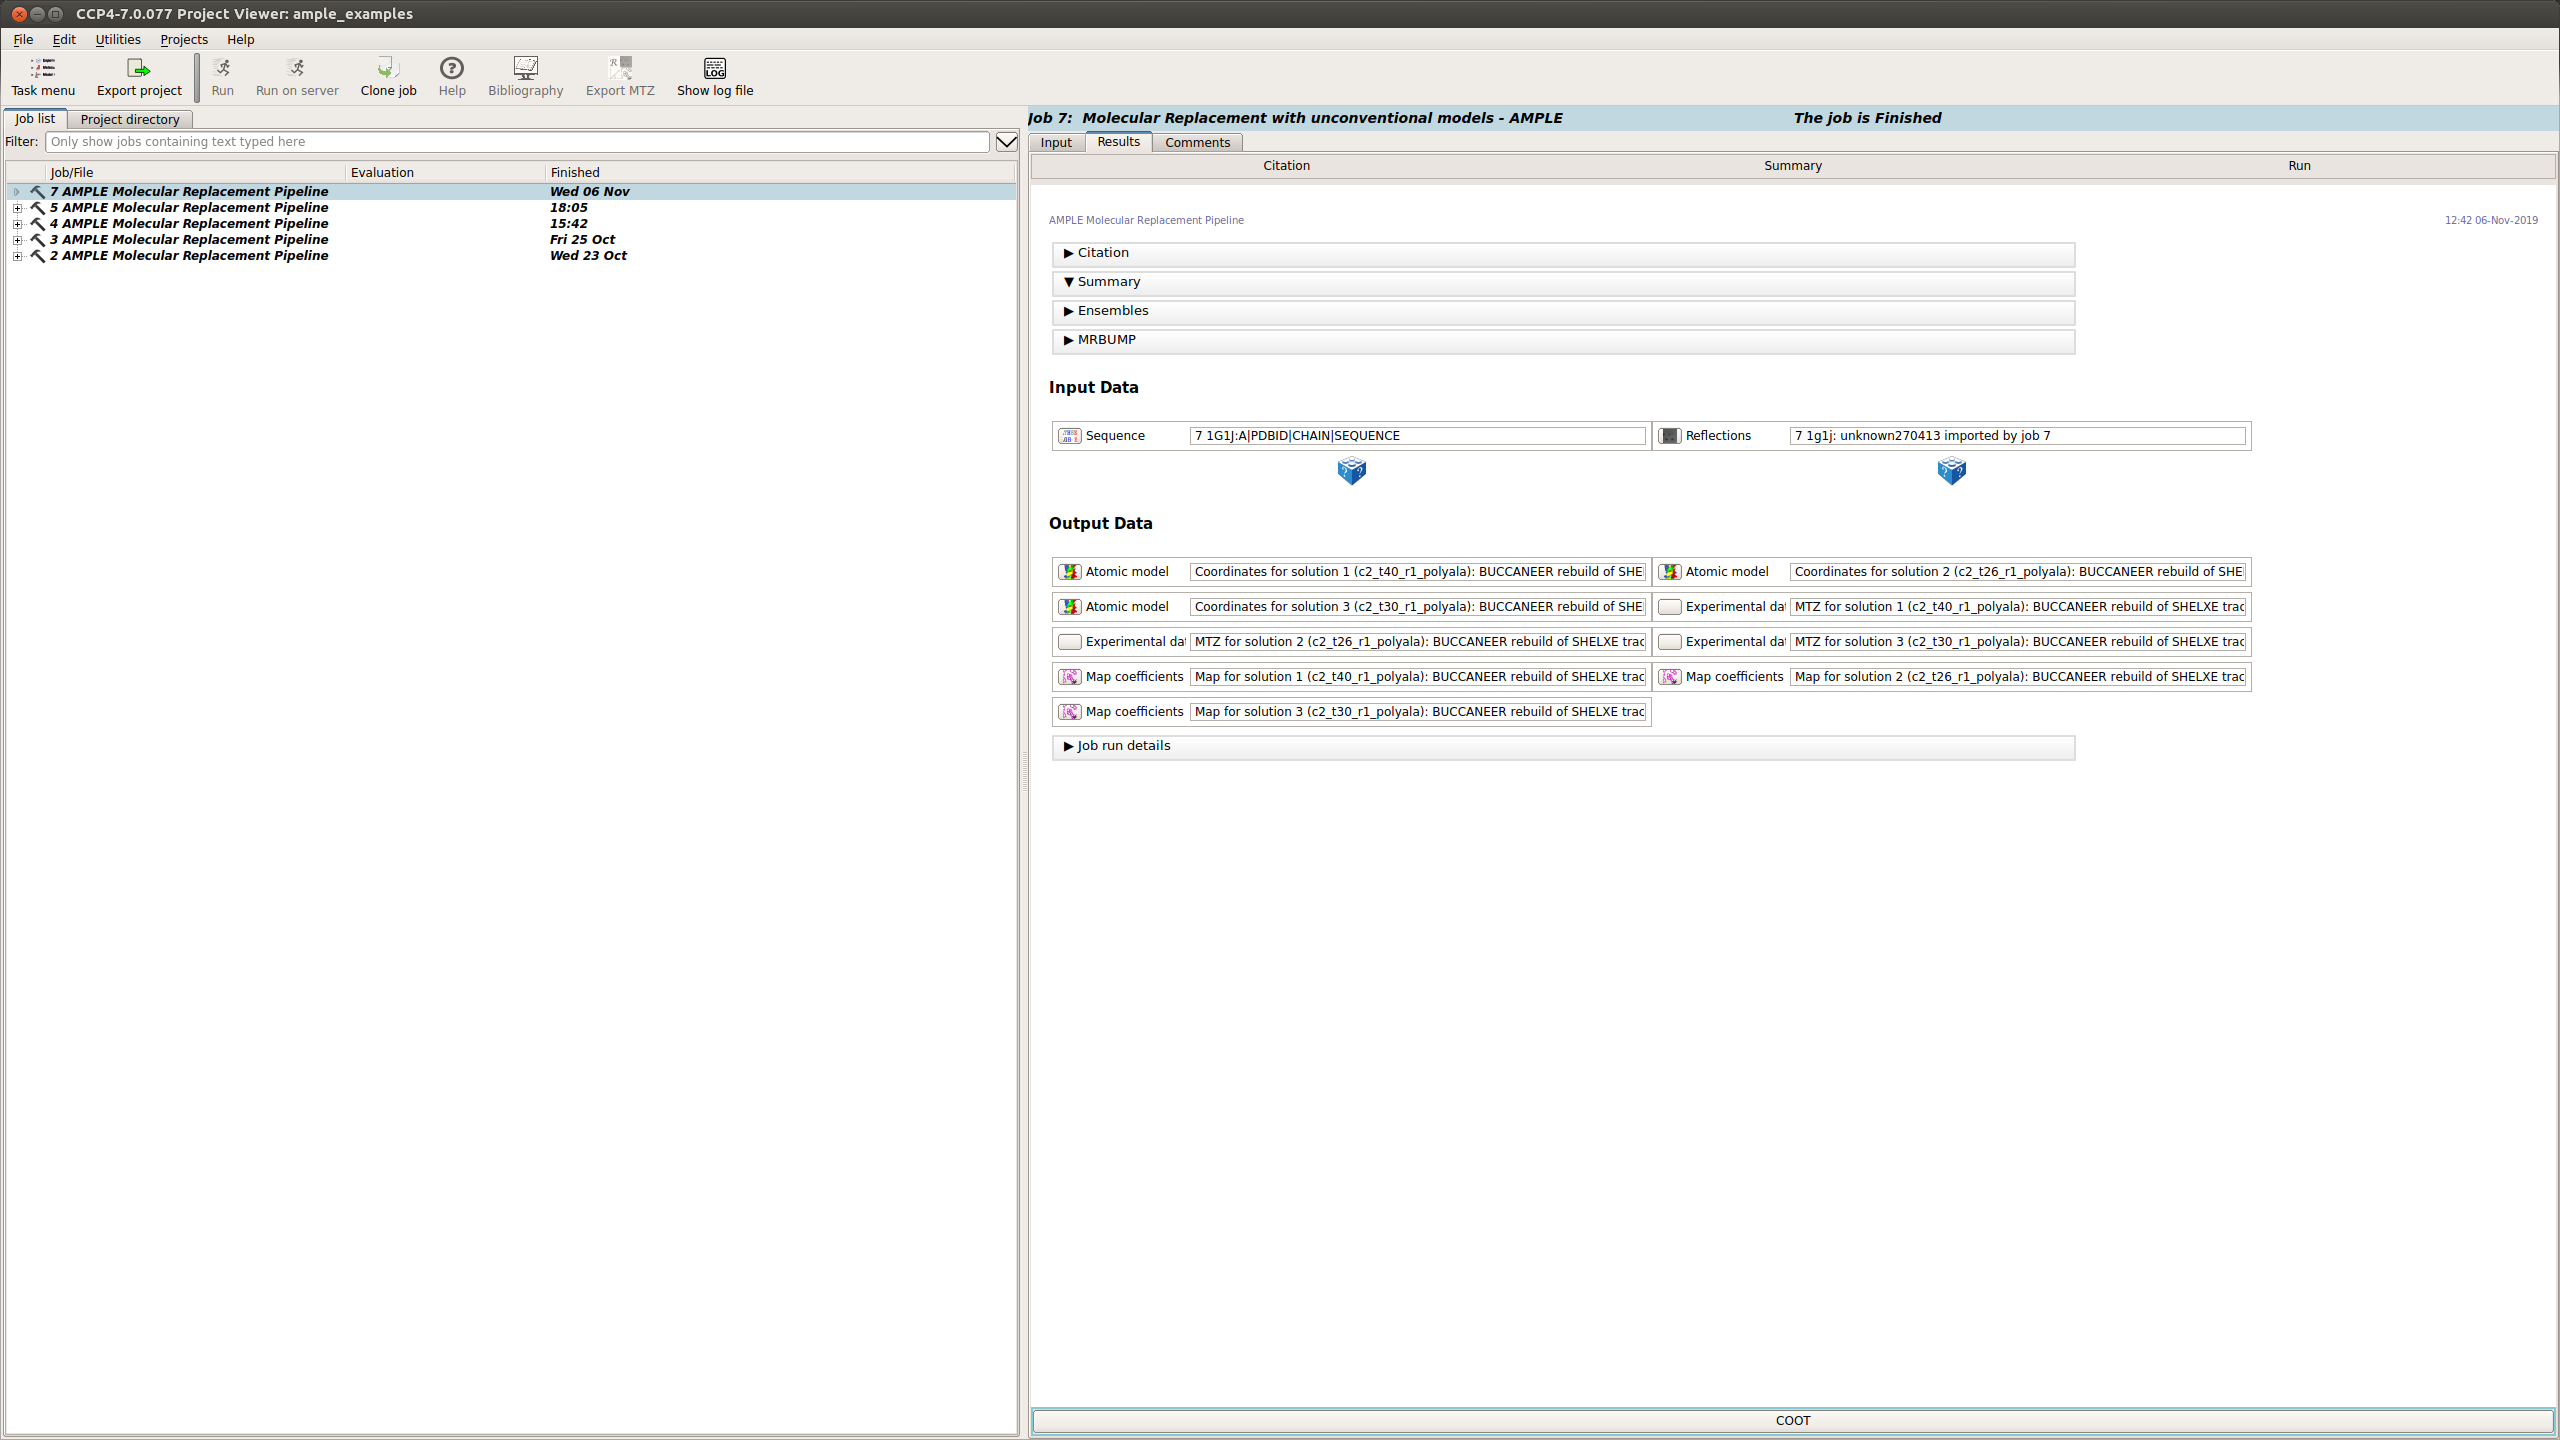 CCP4-7.0.077 Project Viewer: ample_examples
File Edit Utilities Projects Help
Task menu Export project Run Run on server Clone job Help Bibliography Export MTZ Show log file
Job list Project directory
Filter: Only show jobs containing text typed here
Job/File Evaluation Finished
7 AMPLE Molecular Replacement Pipeline Wed 06 Nov
5 AMPLE Molecular Replacement Pipeline 18:05
4 AMPLE Molecular Replacement Pipeline 15:42
3 AMPLE Molecular Replacement Pipeline Fri 25 Oct
2 AMPLE Molecular Replacement Pipeline Wed 23 Oct
Job 7: Molecular Replacement with unconventional models - AMPLE The job is Finished
Input Results Comments
Citation Summary Run
AMPLE Molecular Replacement Pipeline 12:42 06-Nov-2019
▶ Citation
▼ Summary
▶ Ensembles
▶ MRBUMP
Input Data
Sequence 7 1G1J:A|PDBID|CHAIN|SEQUENCE Reflections 7 1g1j: unknown270413 imported by job 7
Output Data
Atomic model Coordinates for solution 1 (c2_t40_r1_polyala): BUCCANEER rebuild of SHE Atomic model Coordinates for solution 2 (c2_t26_r1_polyala): BUCCANEER rebuild of SHE
Atomic model Coordinates for solution 3 (c2_t30_r1_polyala): BUCCANEER rebuild of SHE Experimental dat MTZ for solution 1 (c2_t40_r1_polyala): BUCCANEER rebuild of SHELXE trac
Experimental dat MTZ for solution 2 (c2_t26_r1_polyala): BUCCANEER rebuild of SHELXE trac Experimental dat MTZ for solution 3 (c2_t30_r1_polyala): BUCCANEER rebuild of SHELXE trac
Map coefficients Map for solution 1 (c2_t40_r1_polyala): BUCCANEER rebuild of SHELXE trac Map coefficients Map for solution 2 (c2_t26_r1_polyala): BUCCANEER rebuild of SHELXE trac
Map coefficients Map for solution 3 (c2_t30_r1_polyala): BUCCANEER rebuild of SHELXE trac
▶ Job run details
COOT